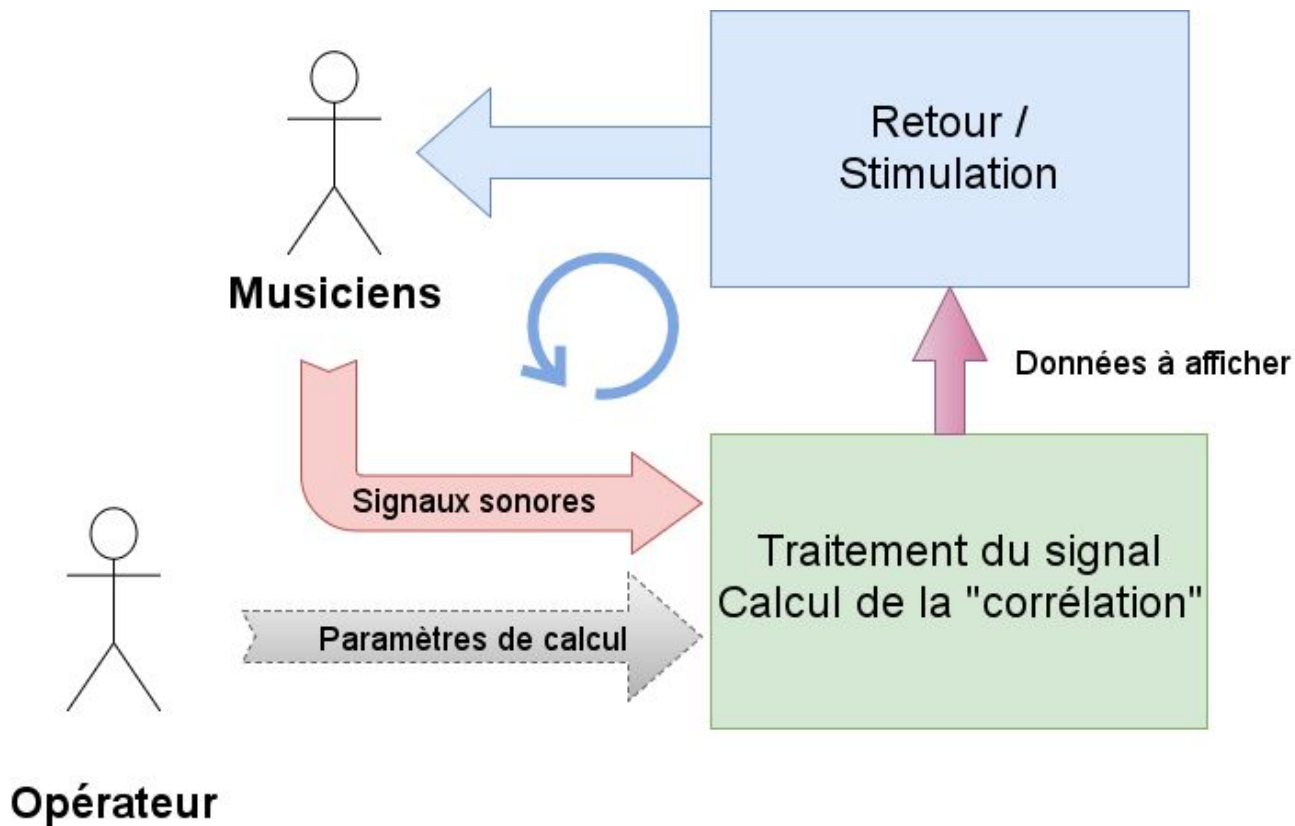 Retour /
Stimulation
Musiciens
Données à afficher
Signaux sonores
Traitement du signal
Calcul de la "corrélation"
Paramètres de calcul
Opérateur